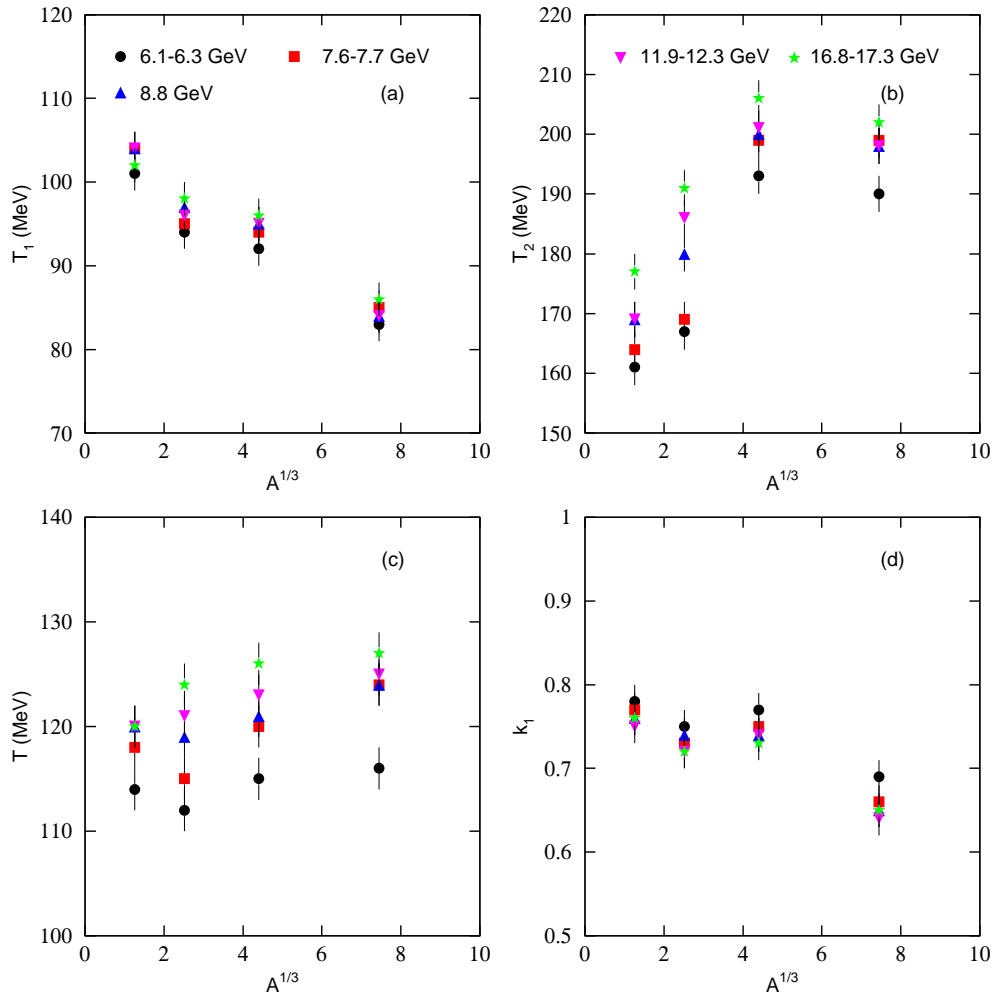 120
110
100
90
80
70
T1 (MeV)
6.1-6.3 GeV
7.6-7.7 GeV
8.8 GeV
(a)
0 2 4 6 8 10
A1/3
220
210
200
190
180
170
160
150
T2 (MeV)
11.9-12.3 GeV
16.8-17.3 GeV
(b)
0 2 4 6 8 10
A1/3
140
130
120
110
100
T (MeV)
(c)
0 2 4 6 8 10
A1/3
1
0.9
0.8
0.7
0.6
0.5
k1
(d)
0 2 4 6 8 10
A1/3